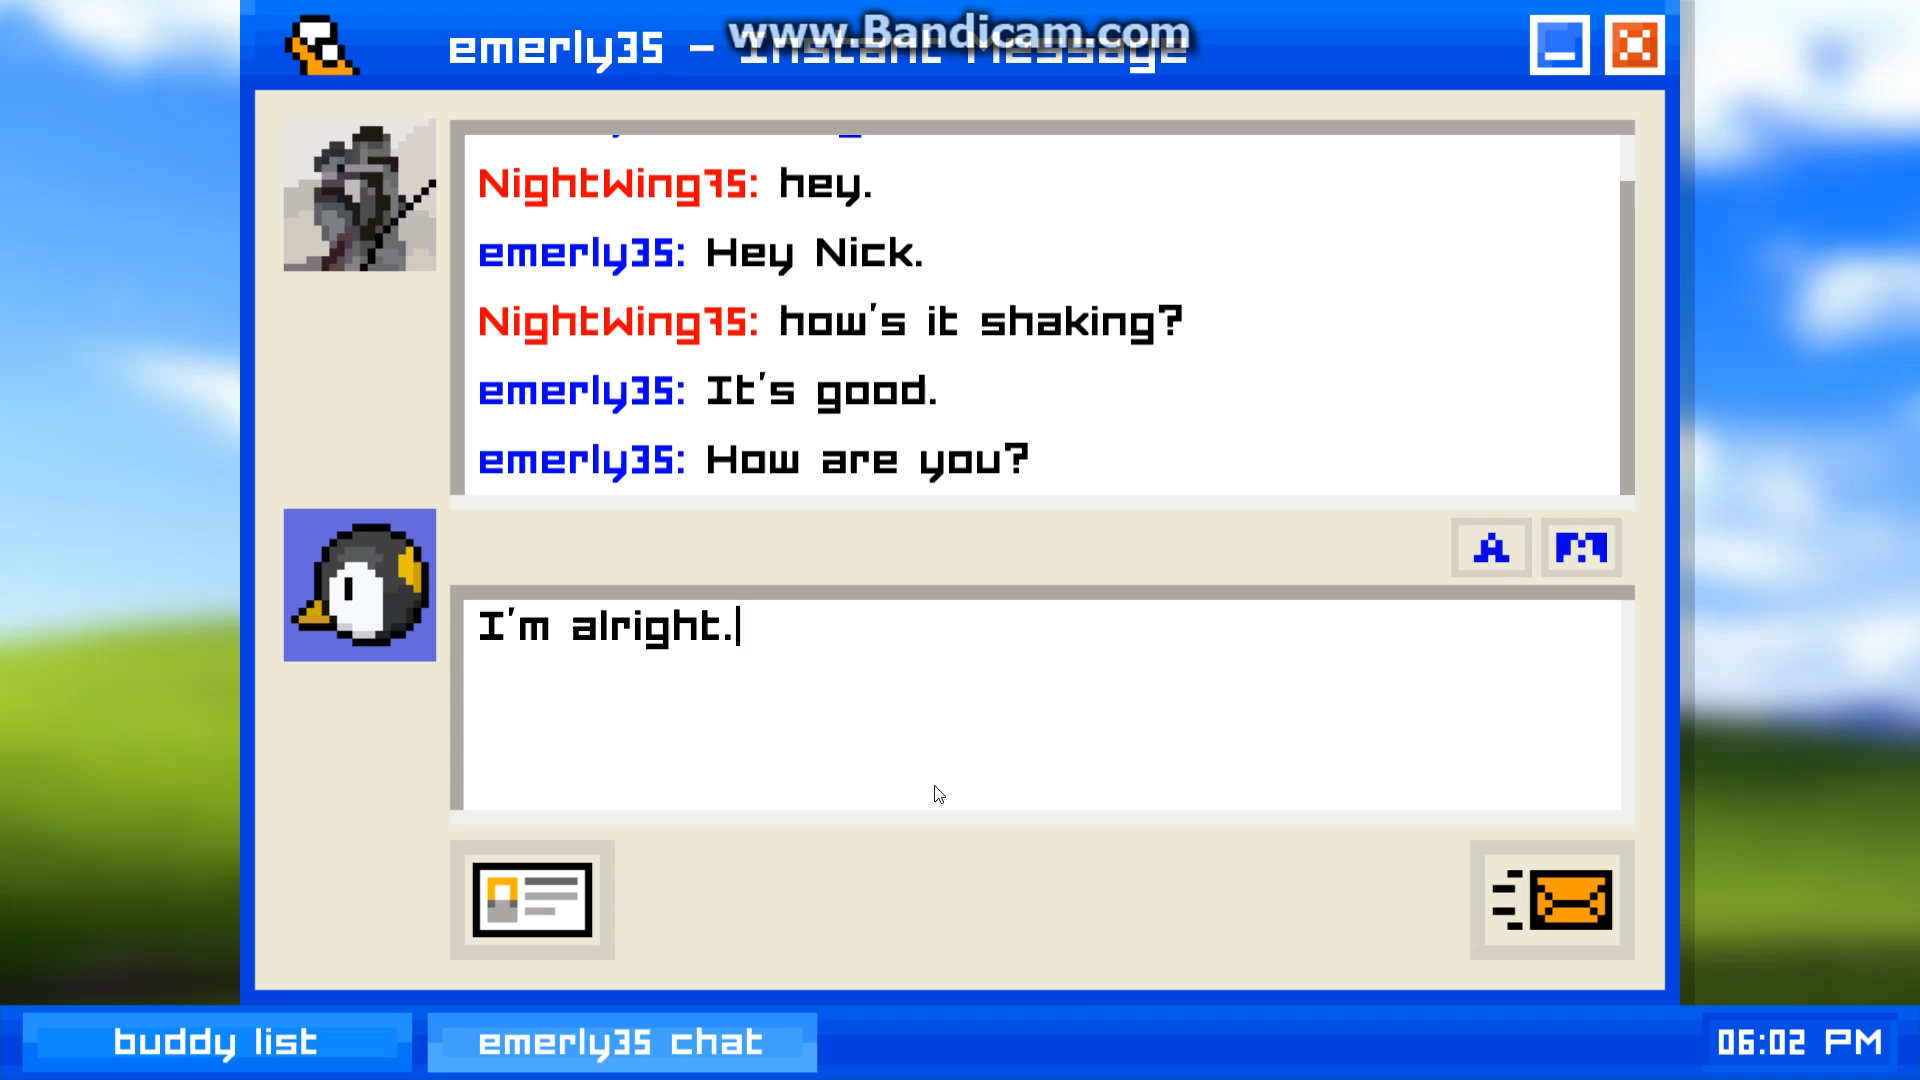 www.Bandicam.com
emerly35 – Instant Message
NightWing75: hey.
emerly35: Hey Nick.
NightWing75: how's it shaking?
emerly35: It's good.
emerly35: How are you?
A
I'm alright.
buddy list
emerly35 chat
06:02 PM